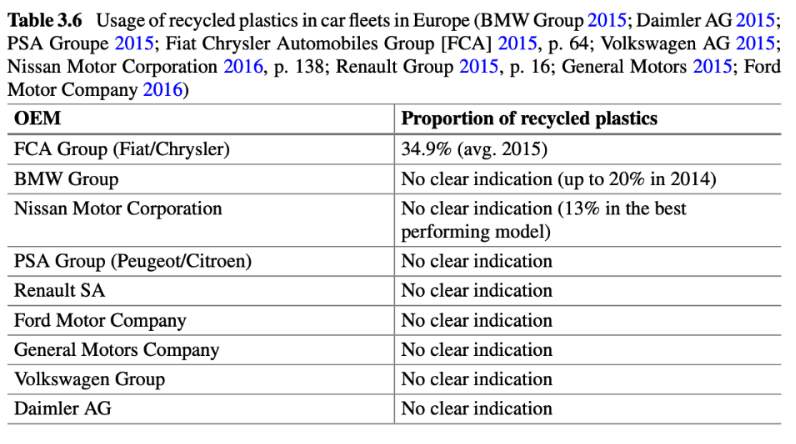 Table 3.6 Usage of recycled plastics in car fleets in Europe (BMW Group 2015; Daimler AG 2015;
PSA Groupe 2015; Fiat Chrysler Automobiles Group [FCA] 2015, p. 64; Volkswagen AG 2015;
Nissan Motor Corporation 2016, p. 138; Renault Group 2015, p. 16; General Motors 2015; Ford
Motor Company 2016)
OEM Proportion of recycled plastics
FCA Group (Fiat/Chrysler) 34.9% (avg. 2015)
BMW Group No clear indication (up to 20% in 2014)
Nissan Motor Corporation No clear indication (13% in the best
performing model)
PSA Group (Peugeot/Citroen) No clear indication
Renault SA No clear indication
Ford Motor Company No clear indication
General Motors Company No clear indication
Volkswagen Group No clear indication
Daimler AG No clear indication